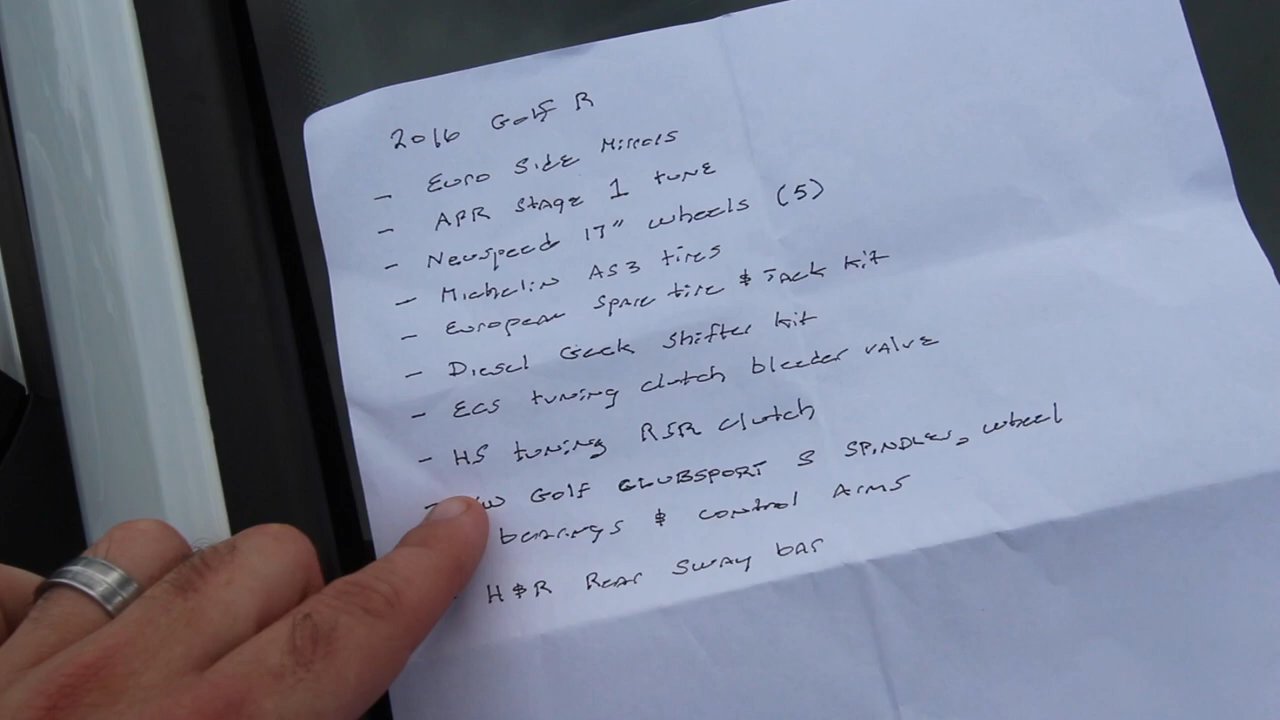 2016 Golf R
- Euro Side Mirrors
- APR Stage 1 tune
- Neuspeed 17" wheels (5)
- Michelin AS3 tires
- European Spare tire & Jack Kit
- Diesel Geek Shifter Kit
- ECS tuning clutch bleeder valve
- HS tuning RSR clutch
- W Golf CLUBSPORT S SPINDLES, wheel
bearings & control Arms
H&R Rear Sway bar